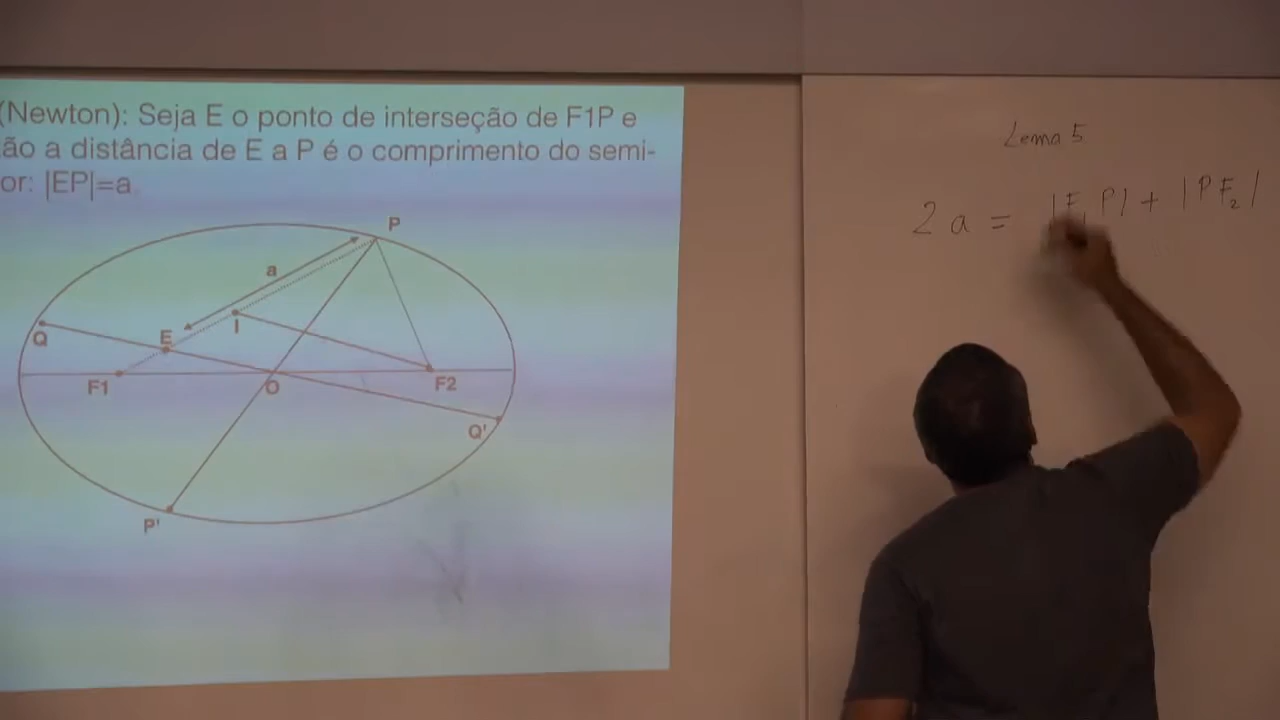 (Newton): Seja E o ponto de interseção de F1P e
ão a distância de E a P é o comprimento do semi-
or: |EP|=a.
P
a
I
E
Q
F1
O
F2
Q'
P'
Lema 5
2a = |F₁P| + |PF₂|